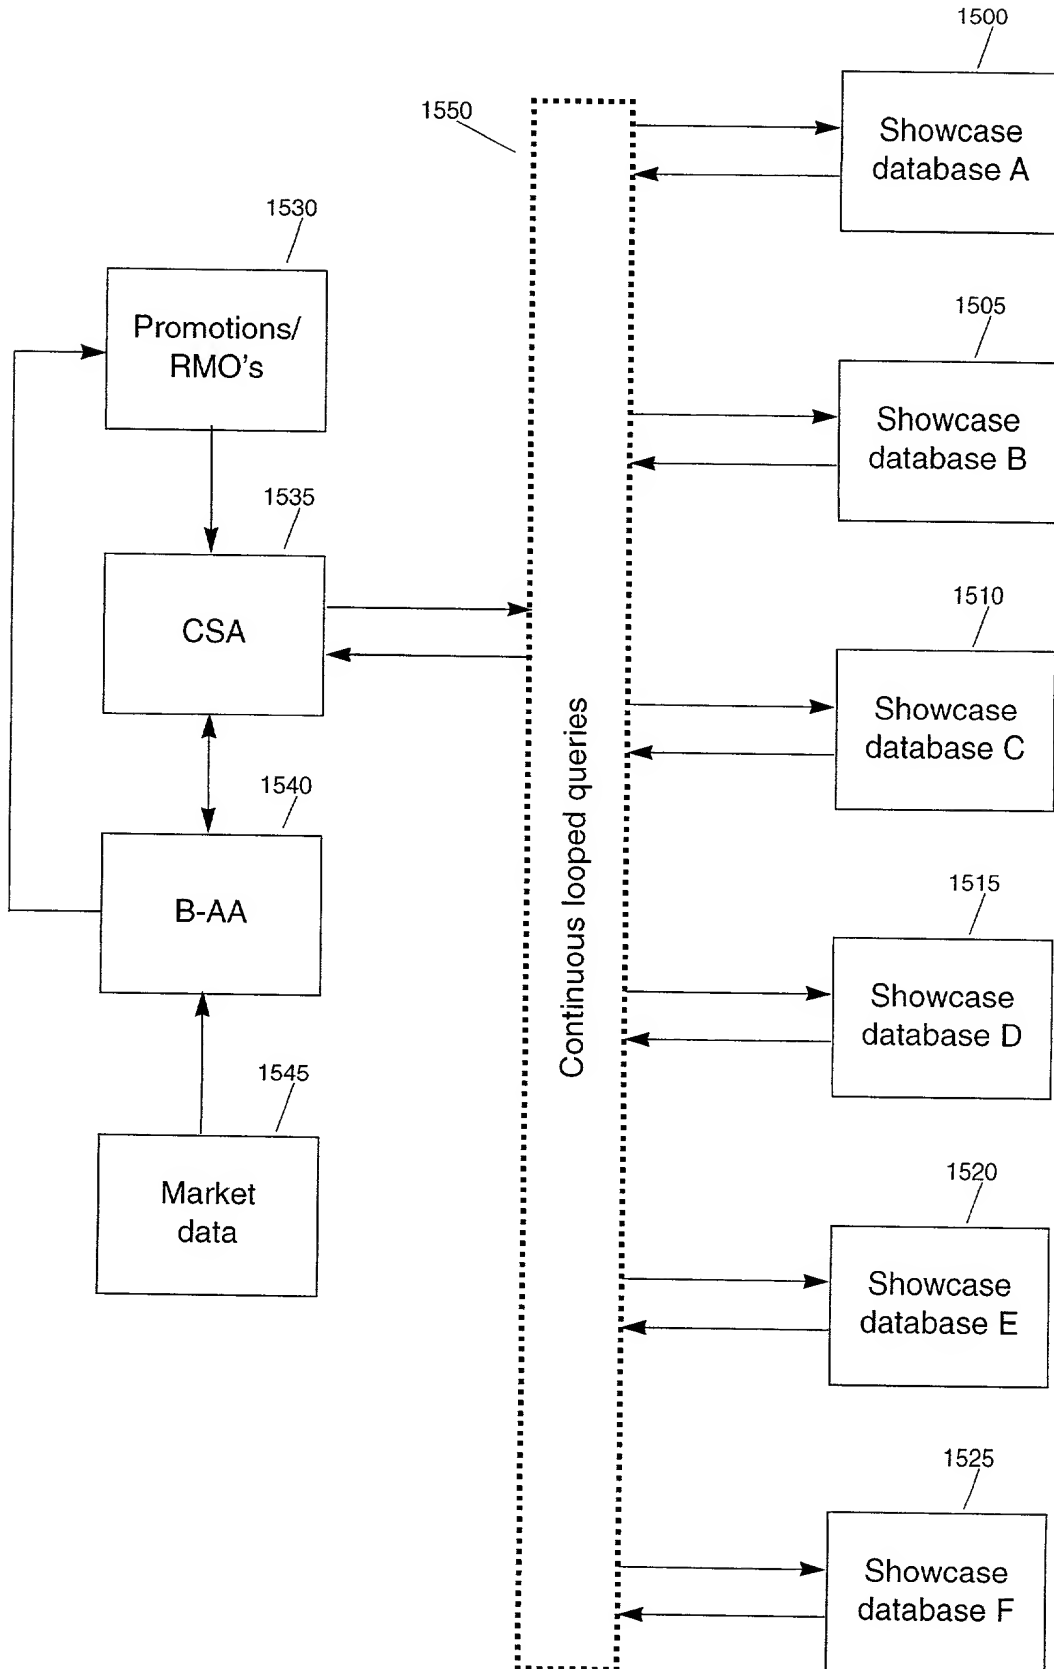 1500
Showcase
database A
1550
1530
Promotions/
RMO's
1505
Showcase
database B
1535
CSA
1510
Showcase
database C
Continuous looped queries
1540
B-AA
1515
Showcase
database D
1545
Market
data
1520
Showcase
database E
1525
Showcase
database F